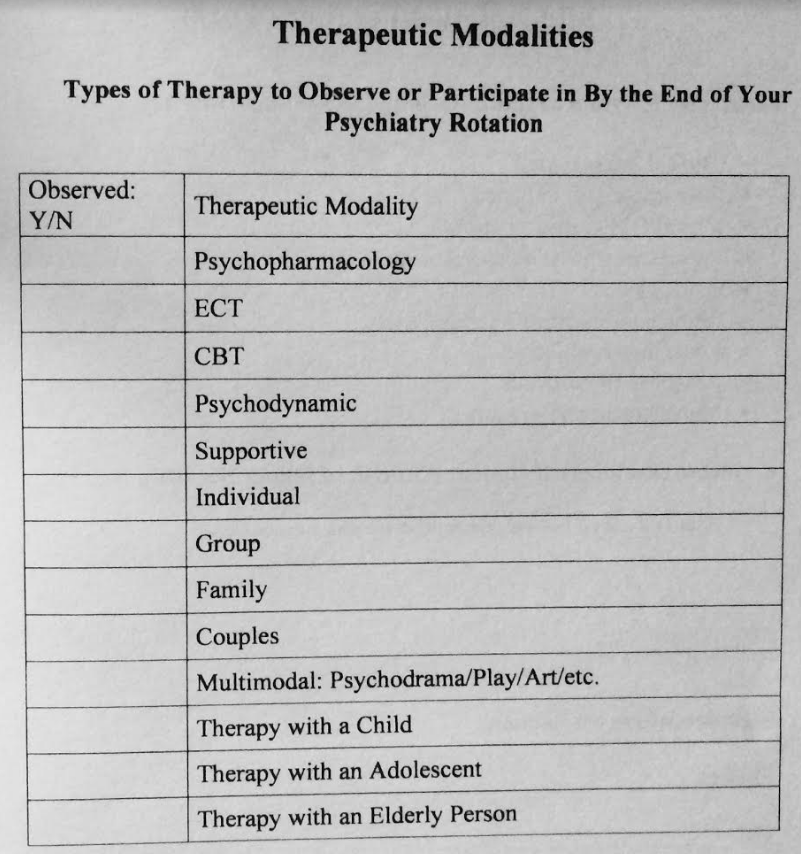 Therapeutic Modalities
Types of Therapy to Observe or Participate in By the End of Your
Psychiatry Rotation
Observed:
Y/N
Therapeutic Modality
Psychopharmacology
ECT
CBT
Psychodynamic
Supportive
Individual
Group
Family
Couples
Multimodal: Psychodrama/Play/Art/etc.
Therapy with a Child
Therapy with an Adolescent
Therapy with an Elderly Person